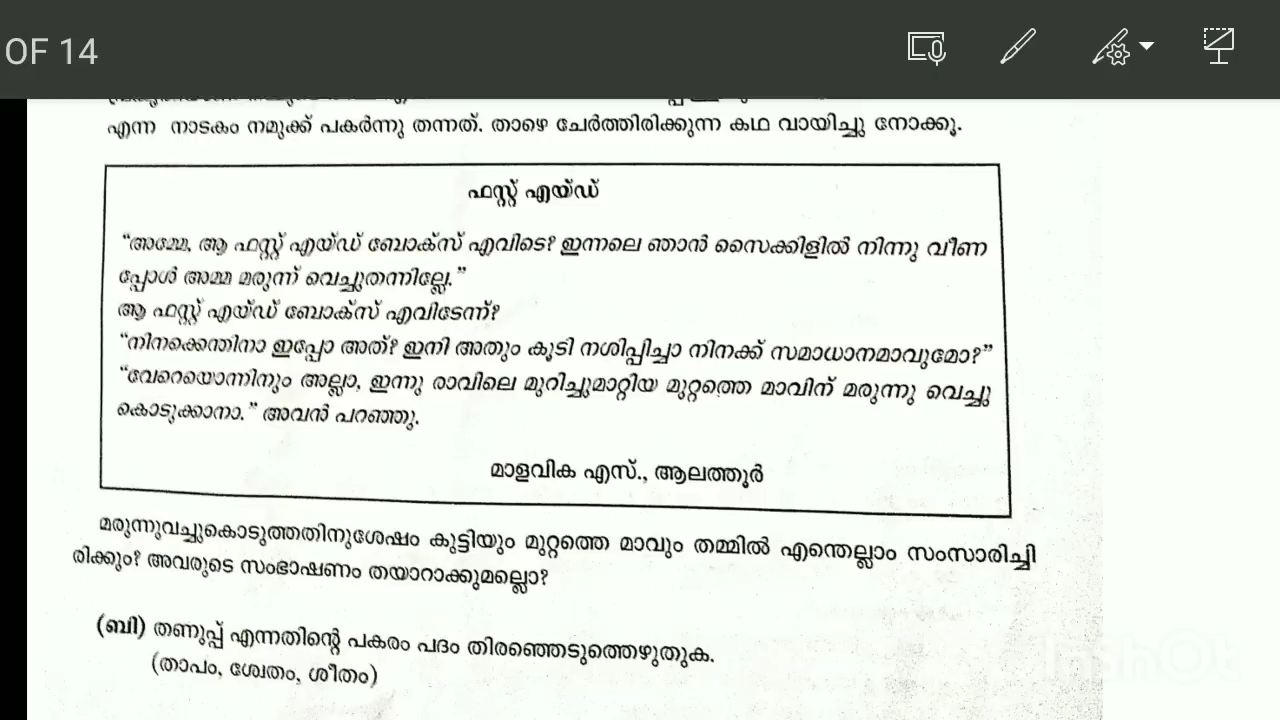 OF 14
എന്ന നാടകം നമുക്ക് പകർന്നു തന്നത്. താഴെ ചേർത്തിരിക്കുന്ന കഥ വായിച്ചു നോക്കൂ.
ഫസ്റ്റ് എയ്ഡ്
“അമ്മേ, ആ ഫസ്റ്റ് എയ്ഡ് ബോക്സ് എവിടെ? ഇന്നലെ ഞാൻ സൈക്കിളിൽ നിന്നു വീണ
പ്പോൾ അമ്മ മരുന്ന് വെച്ചുതന്നില്ലേ.”
ആ ഫസ്റ്റ് എയ്ഡ് ബോക്സ് എവിടേന്ന്?
“നിനക്കെന്തിനാ ഇപ്പോ അത്? ഇനി അതും കൂടി നശിപ്പിച്ചാ നിനക്ക് സമാധാനമാവുമോ?”
“വേറെയൊന്നിനും അല്ലാ, ഇന്നു രാവിലെ മുറിച്ചുമാറ്റിയ മുറ്റത്തെ മാവിന് മരുന്നു വെച്ചു
കൊടുക്കാനാ.” അവൻ പറഞ്ഞു.
മാളവിക എസ്., ആലത്തൂർ
മരുന്നുവച്ചുകൊടുത്തതിനുശേഷം കുട്ടിയും മുറ്റത്തെ മാവും തമ്മിൽ എന്തെല്ലാം സംസാരിച്ചി
രിക്കും? അവരുടെ സംഭാഷണം തയാറാക്കുമല്ലൊ?
(ബി) തണുപ്പ് എന്നതിന്റെ പകരം പദം തിരഞ്ഞെടുത്തെഴുതുക.
(താപം, ശ്വേതം, ശീതം)
InshOt